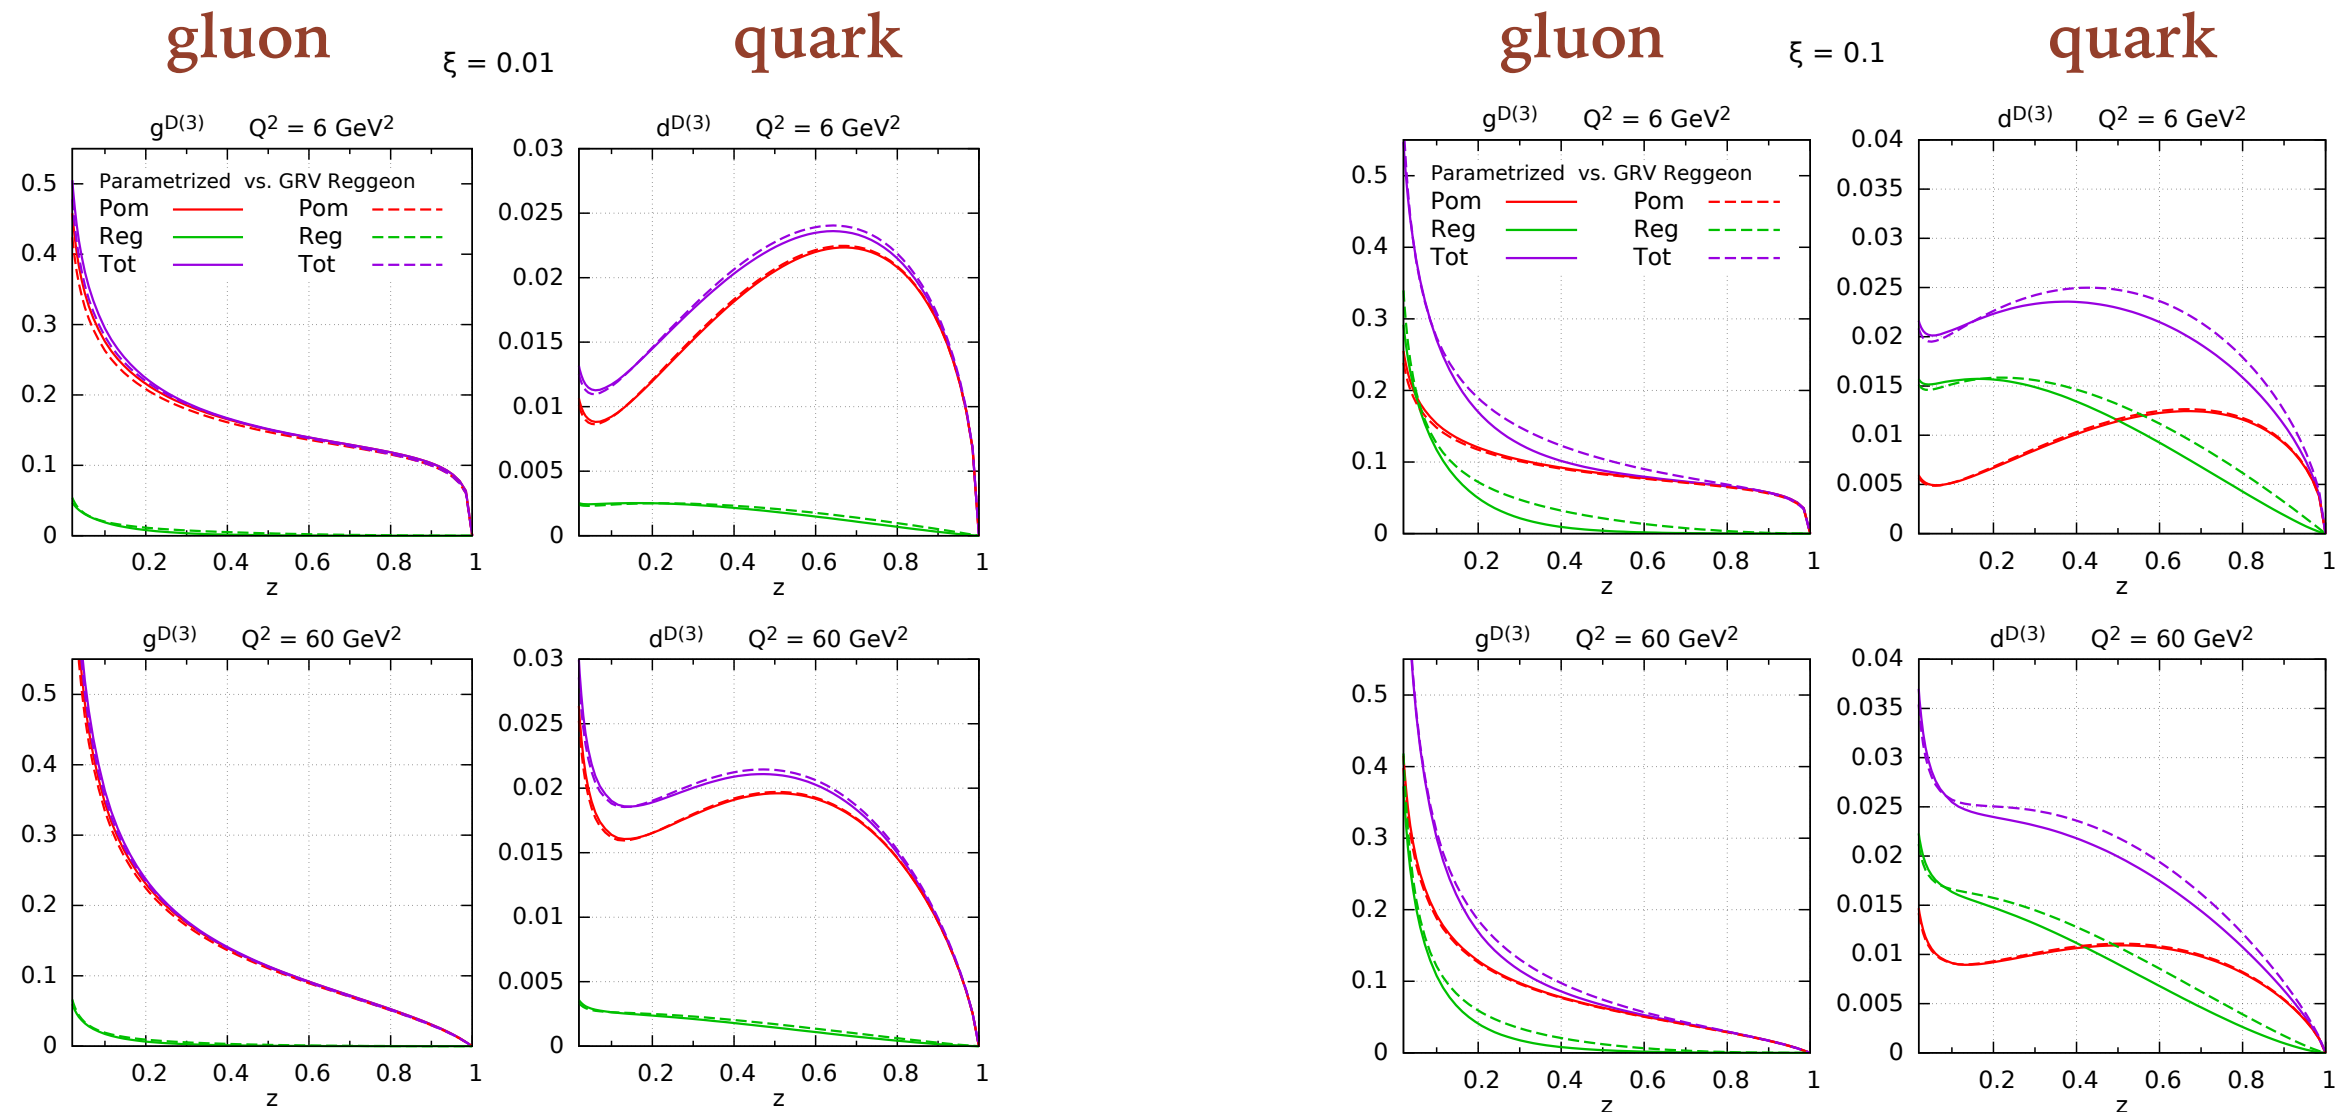 gluon ξ = 0.01 quark gluon ξ = 0.1 quark
g^D(3) Q² = 6 GeV²
Parametrized vs. GRV Reggeon
Pom Pom
Reg Reg
Tot Tot
0.5
0.4
0.3
0.2
0.1
0
0.2 0.4 0.6 0.8 1
z
d^D(3) Q² = 6 GeV²
0.03
0.025
0.02
0.015
0.01
0.005
0
0.2 0.4 0.6 0.8 1
z
g^D(3) Q² = 6 GeV²
Parametrized vs. GRV Reggeon
Pom Pom
Reg Reg
Tot Tot
0.5
0.4
0.3
0.2
0.1
0
0.2 0.4 0.6 0.8 1
z
d^D(3) Q² = 6 GeV²
0.04
0.035
0.03
0.025
0.02
0.015
0.01
0.005
0
0.2 0.4 0.6 0.8 1
z
g^D(3) Q² = 60 GeV²
0.5
0.4
0.3
0.2
0.1
0
0.2 0.4 0.6 0.8 1
z
d^D(3) Q² = 60 GeV²
0.03
0.025
0.02
0.015
0.01
0.005
0
0.2 0.4 0.6 0.8 1
z
g^D(3) Q² = 60 GeV²
0.5
0.4
0.3
0.2
0.1
0
0.2 0.4 0.6 0.8 1
z
d^D(3) Q² = 60 GeV²
0.04
0.035
0.03
0.025
0.02
0.015
0.01
0.005
0
0.2 0.4 0.6 0.8 1
z